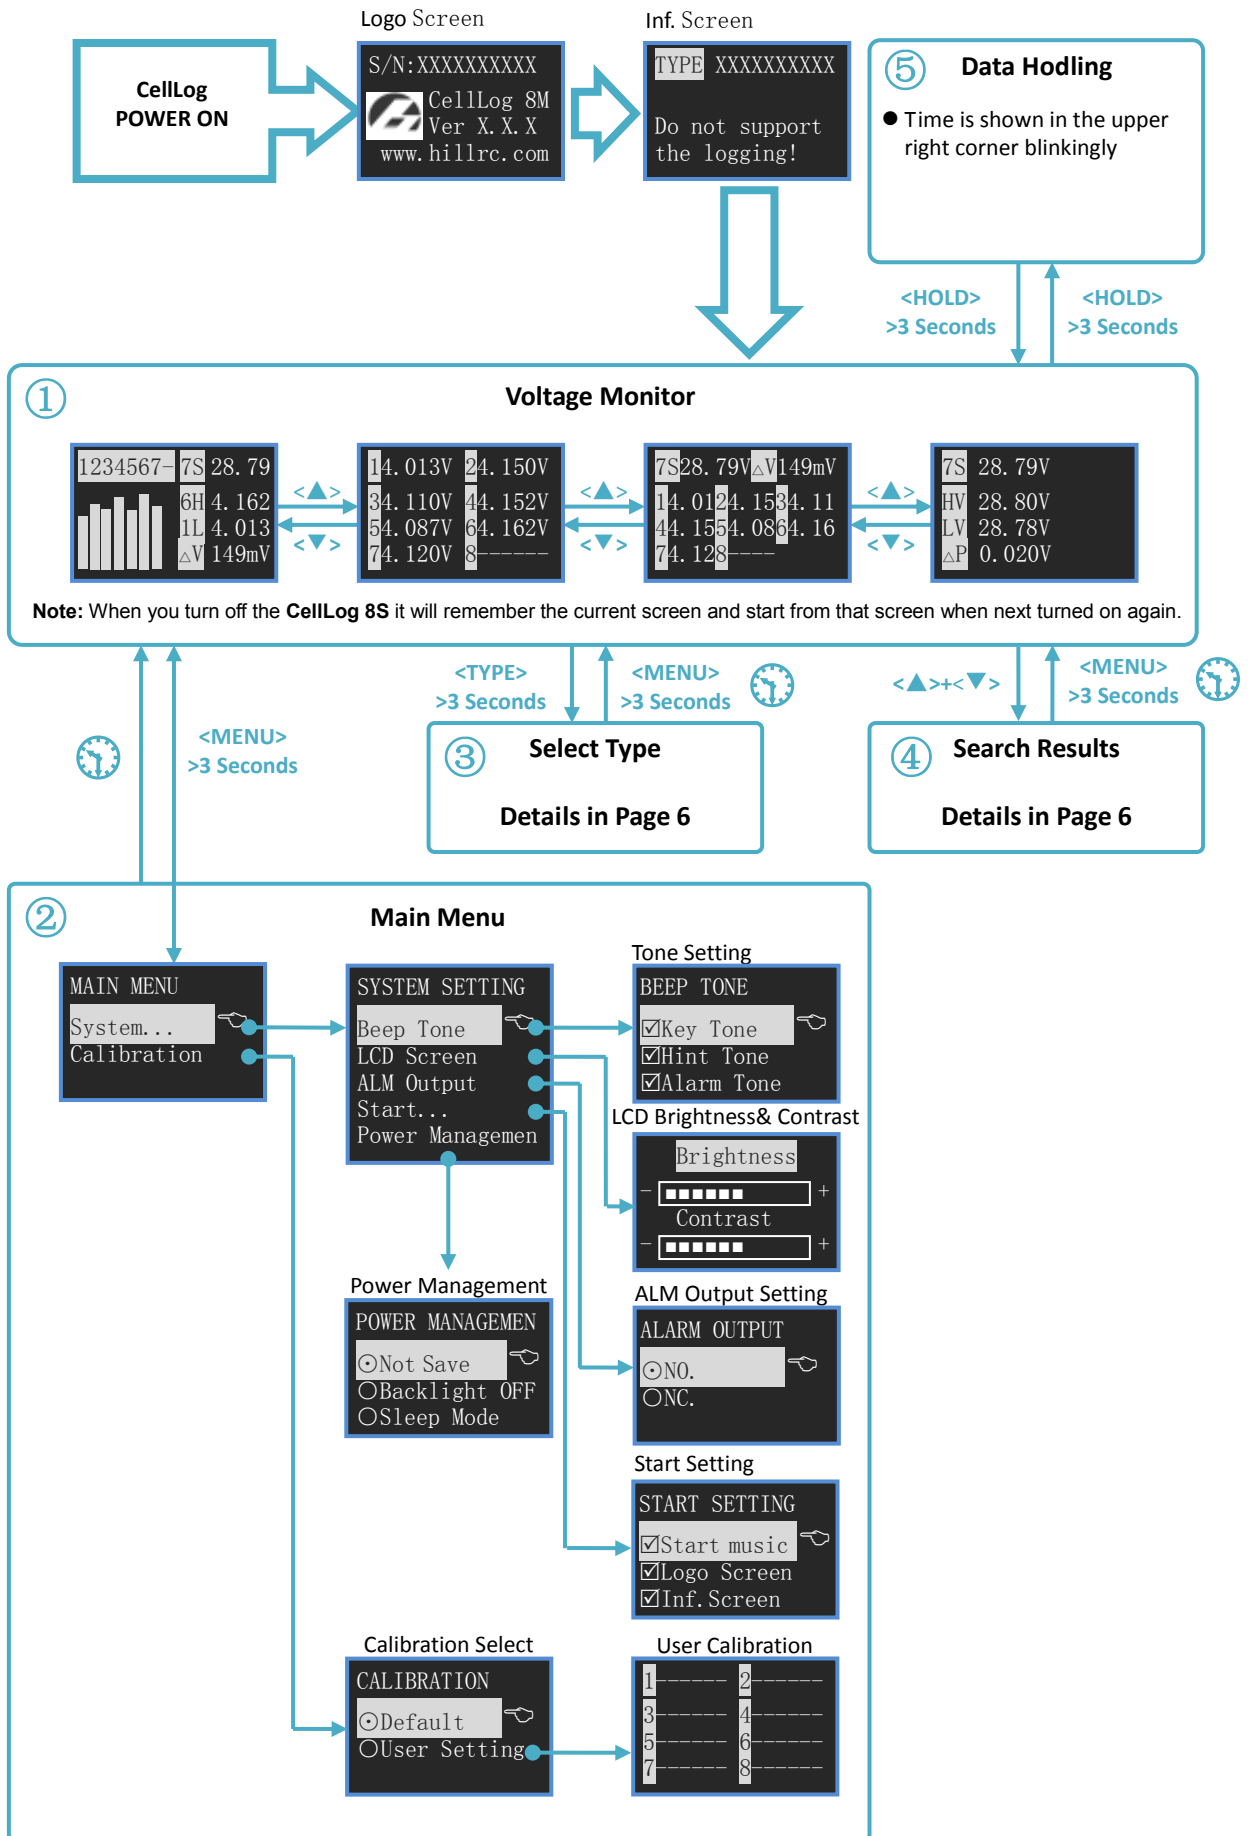 Logo Screen
Inf. Screen
CellLog
POWER ON
S/N:XXXXXXXXXX
CellLog 8M
Ver X.X.X
www.hillrc.com
TYPE XXXXXXXXXX
Do not support
the logging!
⑤ Data Hodling
● Time is shown in the upper
right corner blinkingly
<HOLD>
>3 Seconds
<HOLD>
>3 Seconds
① Voltage Monitor
1234567- 7S 28.79
6H 4.162
1L 4.013
△V 149mV
<▲>
<▼>
14.013V 24.150V
34.110V 44.152V
54.087V 64.162V
74.120V 8------
<▲>
<▼>
7S28.79V△V149mV
14.0124.1534.11
44.1554.0864.16
74.128----
<▲>
<▼>
7S 28.79V
HV 28.80V
LV 28.78V
△P 0.020V
Note: When you turn off the CellLog 8S it will remember the current screen and start from that screen when next turned on again.
<MENU>
>3 Seconds
<TYPE>
>3 Seconds
<MENU>
>3 Seconds
<▲>+<▼>
<MENU>
>3 Seconds
③ Select Type
Details in Page 6
④ Search Results
Details in Page 6
② Main Menu
MAIN MENU
System...
Calibration
SYSTEM SETTING
Beep Tone
LCD Screen
ALM Output
Start...
Power Managemen
Tone Setting
BEEP TONE
☑Key Tone
☑Hint Tone
☑Alarm Tone
LCD Brightness& Contrast
Brightness
- +
Contrast
- +
Power Management
POWER MANAGEMEN
⊙Not Save
○Backlight OFF
○Sleep Mode
ALM Output Setting
ALARM OUTPUT
⊙NO.
○NC.
Start Setting
START SETTING
☑Start music
☑Logo Screen
☑Inf.Screen
Calibration Select
CALIBRATION
⊙Default
○User Setting
User Calibration
1------ 2------
3------ 4------
5------ 6------
7------ 8------